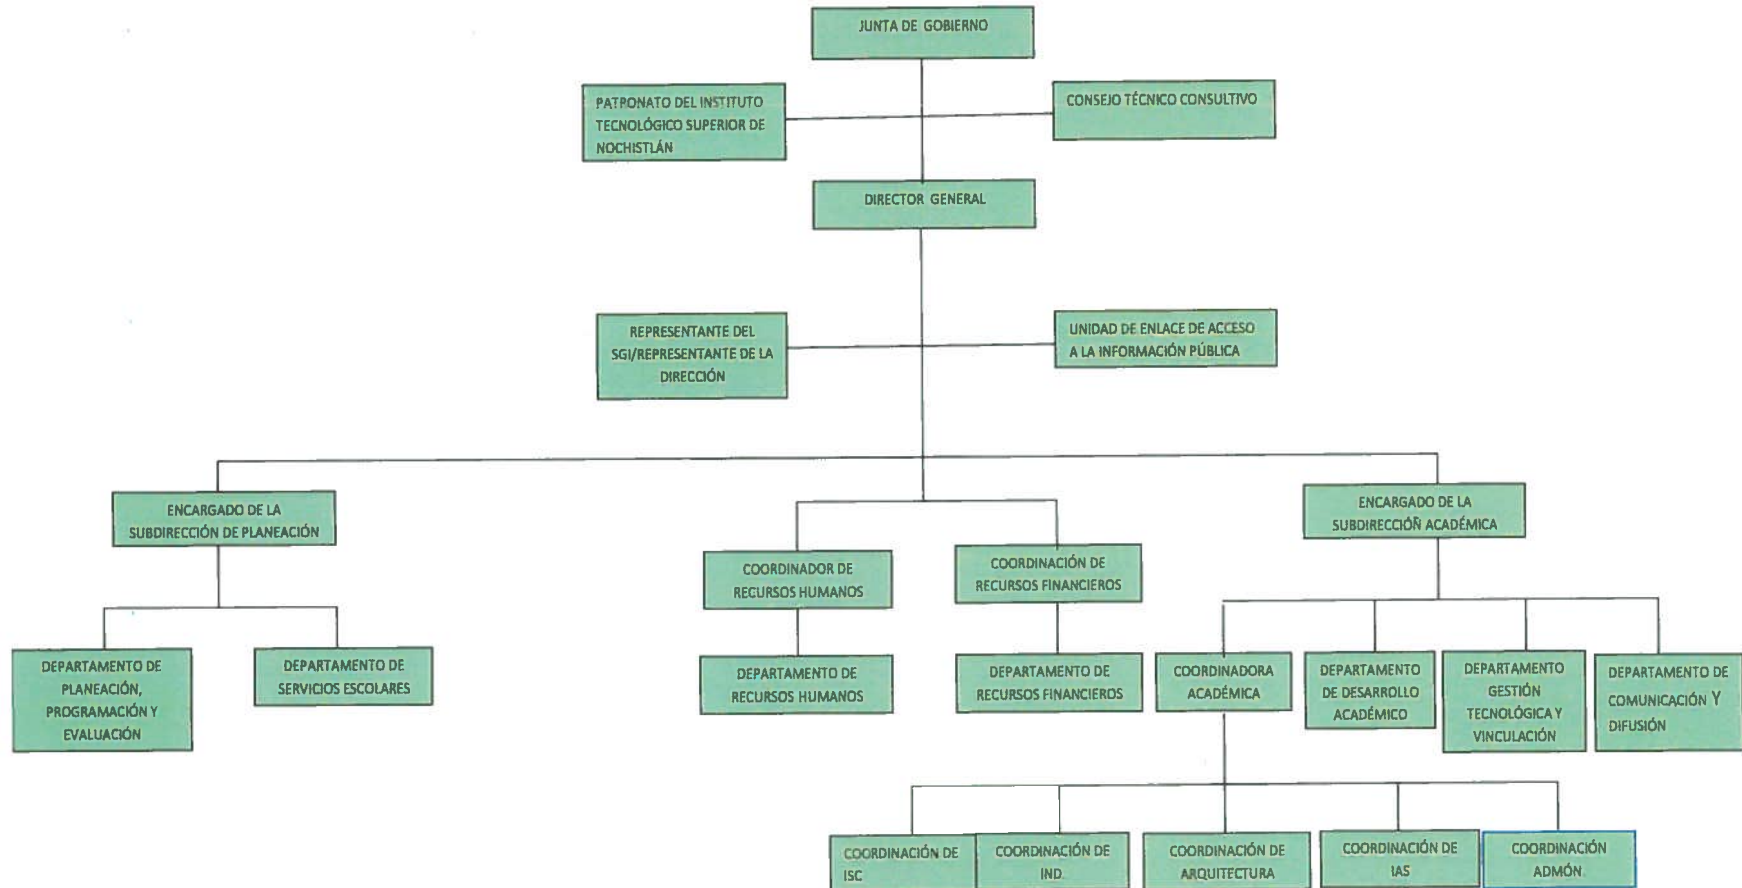 JUNTA DE GOBIERNO
PATRONATO DEL INSTITUTO
TECNOLÓGICO SUPERIOR DE
NOCHISTLÁN
CONSEJO TÉCNICO CONSULTIVO
DIRECTOR GENERAL
REPRESENTANTE DEL
SGI/REPRESENTANTE DE LA
DIRECCIÓN
UNIDAD DE ENLACE DE ACCESO
A LA INFORMACIÓN PÚBLICA
ENCARGADO DE LA
SUBDIRECCIÓN DE PLANEACIÓN
ENCARGADO DE LA
SUBDIRECCIÓN ACADÉMICA
COORDINADOR DE
RECURSOS HUMANOS
COORDINACIÓN DE
RECURSOS FINANCIEROS
DEPARTAMENTO DE
PLANEACIÓN,
PROGRAMACIÓN Y
EVALUACIÓN
DEPARTAMENTO DE
SERVICIOS ESCOLARES
DEPARTAMENTO DE
RECURSOS HUMANOS
DEPARTAMENTO DE
RECURSOS FINANCIEROS
COORDINADORA
ACADÉMICA
DEPARTAMENTO
DE DESARROLLO
ACADÉMICO
DEPARTAMENTO
GESTIÓN
TECNOLÓGICA Y
VINCULACIÓN
DEPARTAMENTO DE
COMUNICACIÓN Y
DIFUSIÓN
COORDINACIÓN DE
ISC
COORDINACIÓN DE
IND.
COORDINACIÓN DE
ARQUITECTURA
COORDINACIÓN DE
IAS
COORDINACIÓN
ADMÓN.